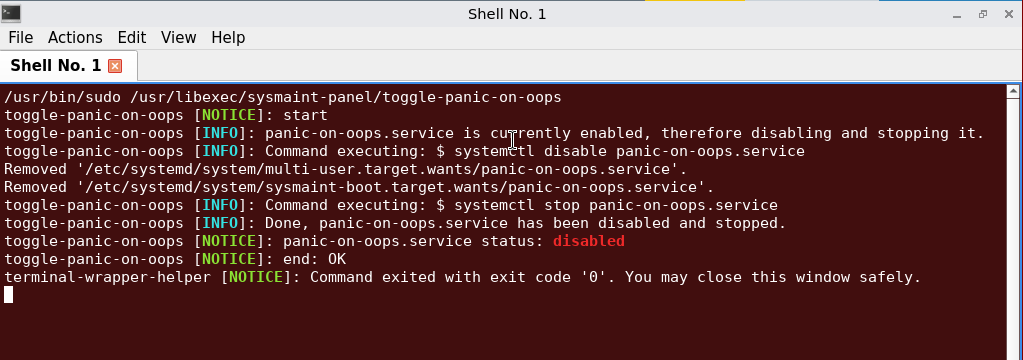 Shell No. 1
File Actions Edit View Help
Shell No. 1
/usr/bin/sudo /usr/libexec/sysmaint-panel/toggle-panic-on-oops
toggle-panic-on-oops [NOTICE]: start
toggle-panic-on-oops [INFO]: panic-on-oops.service is currently enabled, therefore disabling and stopping it.
toggle-panic-on-oops [INFO]: Command executing: $ systemctl disable panic-on-oops.service
Removed '/etc/systemd/system/multi-user.target.wants/panic-on-oops.service'.
Removed '/etc/systemd/system/sysmaint-boot.target.wants/panic-on-oops.service'.
toggle-panic-on-oops [INFO]: Command executing: $ systemctl stop panic-on-oops.service
toggle-panic-on-oops [INFO]: Done, panic-on-oops.service has been disabled and stopped.
toggle-panic-on-oops [NOTICE]: panic-on-oops.service status: disabled
toggle-panic-on-oops [NOTICE]: end: OK
terminal-wrapper-helper [NOTICE]: Command exited with exit code '0'. You may close this window safely.